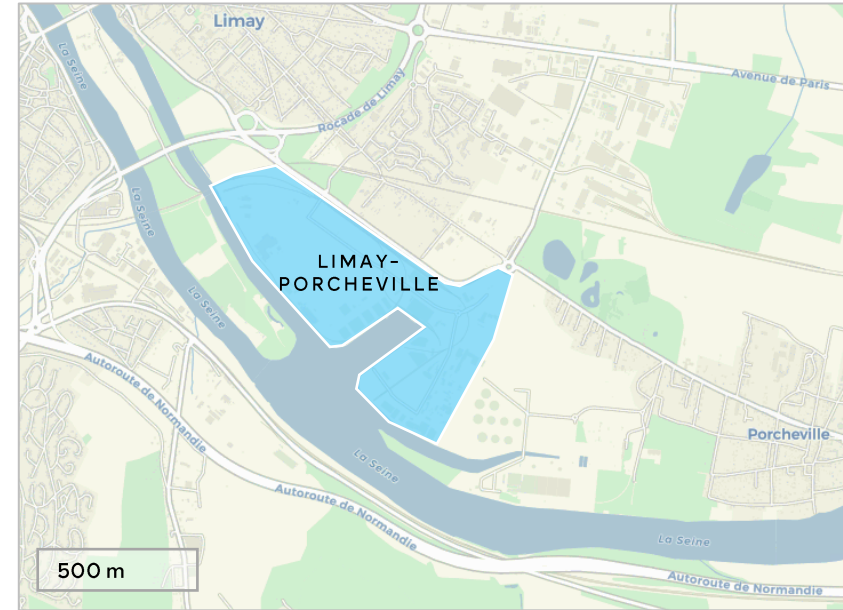 Limay
La Seine
Avenue de Paris
Rocade de Limay
La Seine
LIMAY-
PORCHEVILLE
La Seine
Autoroute de Normandie
Porcheville
La Seine
Autoroute de Normandie
La Seine
500 m
Autoroute de Normandie